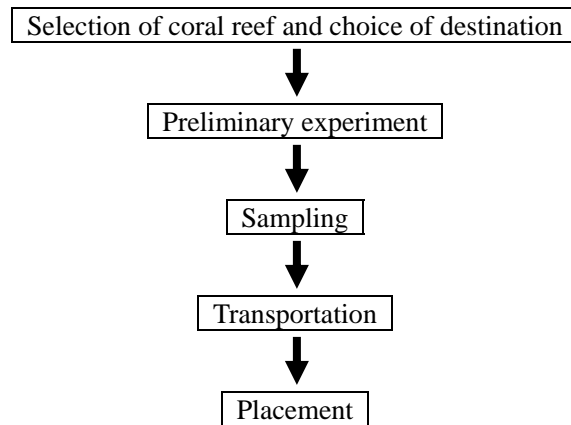 Selection of coral reef and choice of destination
Preliminary experiment
Sampling
Transportation
Placement